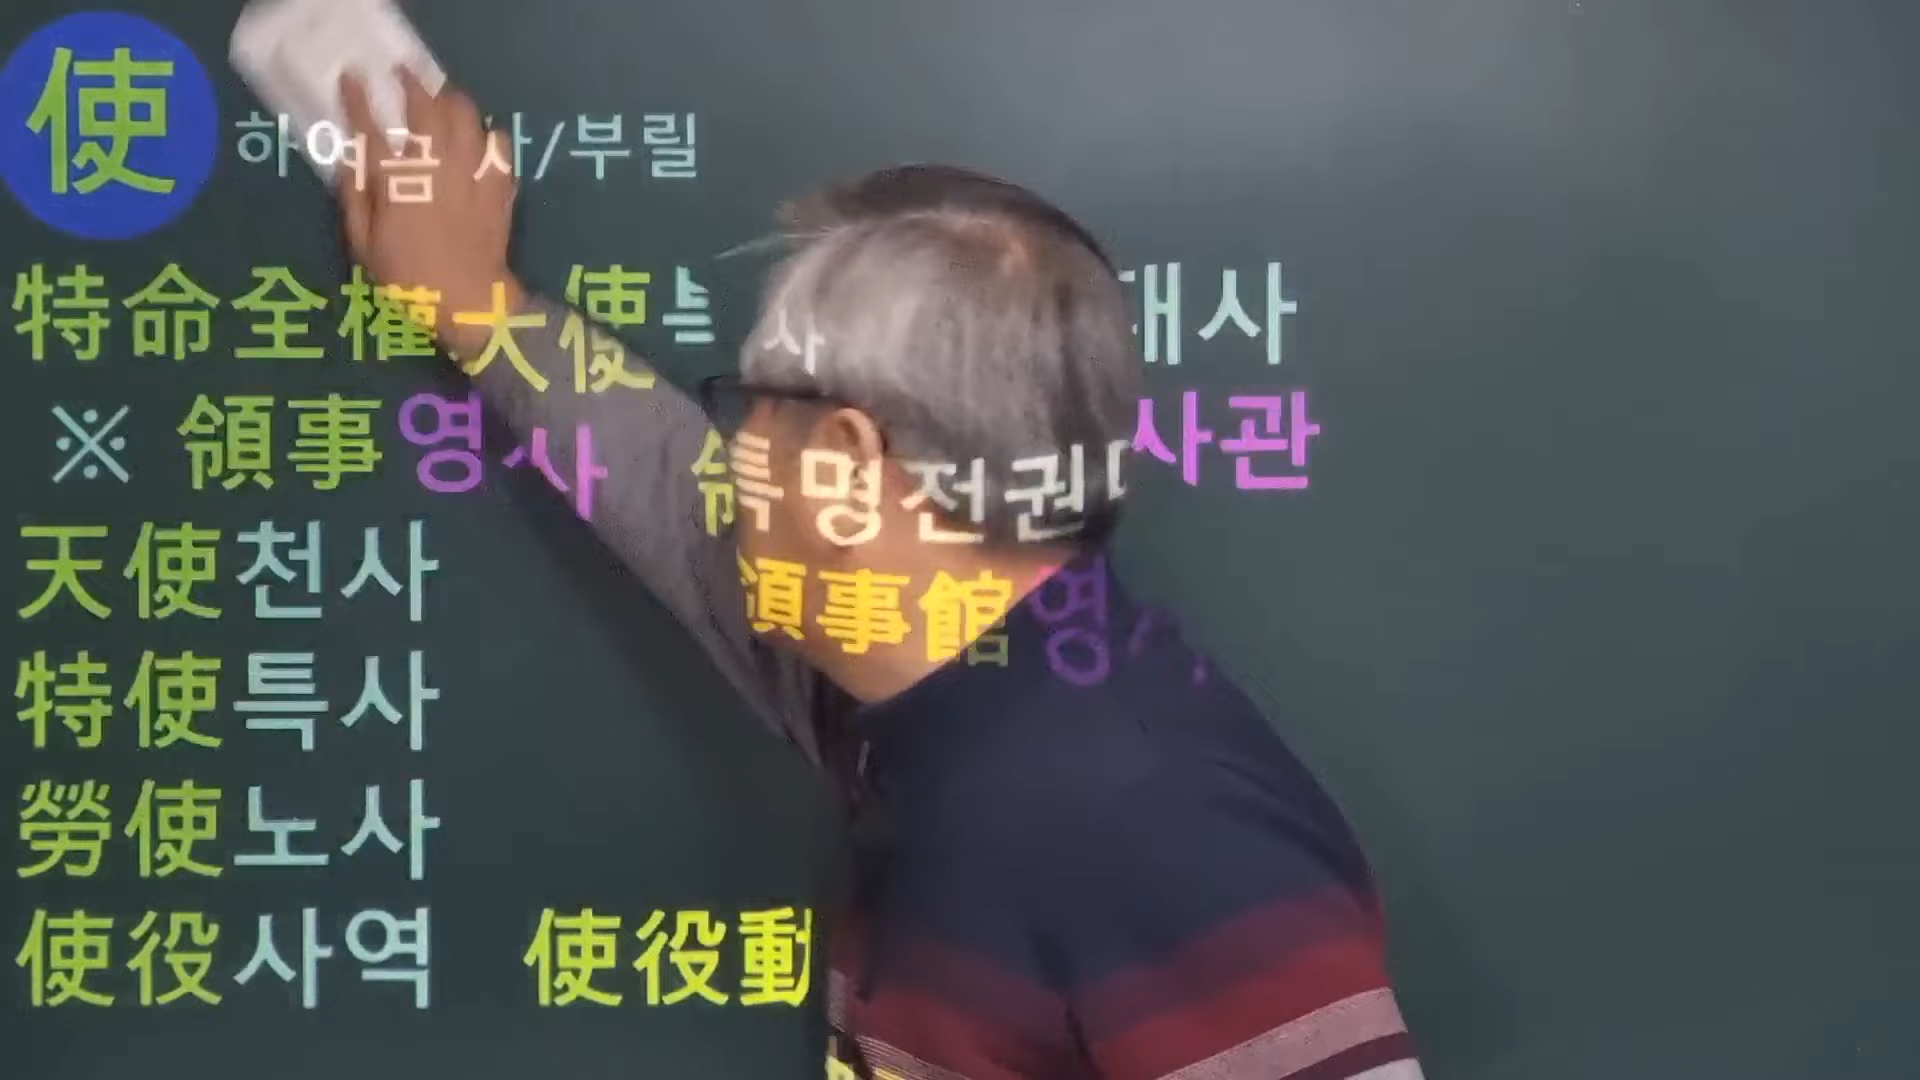 使 하여금 사/부릴
特命全權大使특명전권대사
※ 領事영사 領事館영사관
天使천사
特使특사
勞使노사
使役사역 使役動